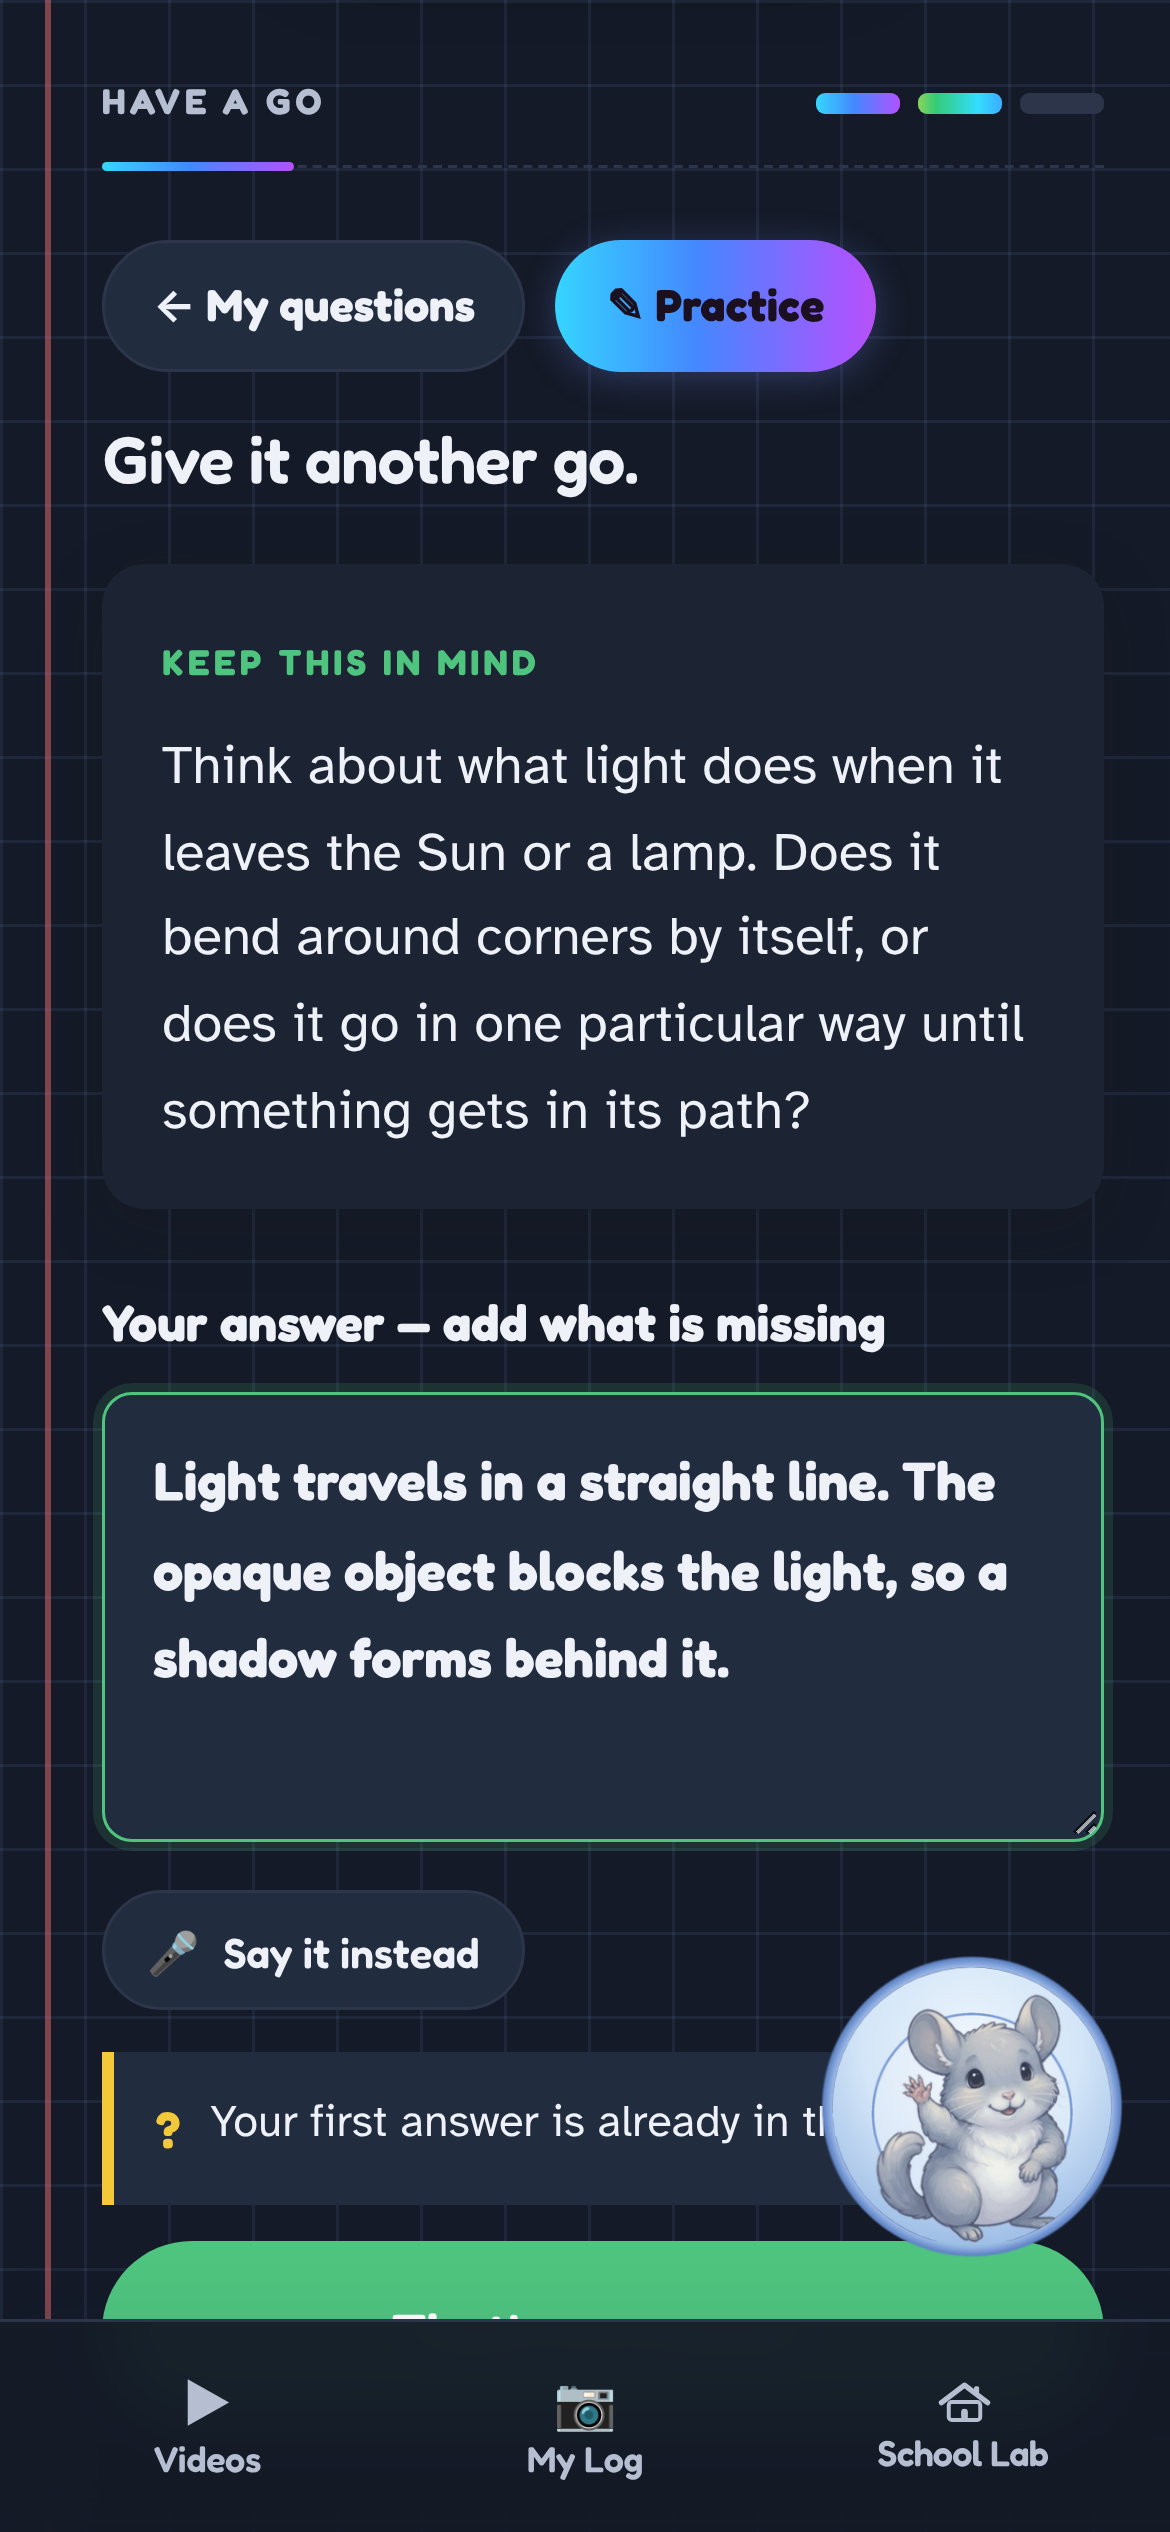 HAVE A GO
← My questions
✎ Practice
Give it another go.
KEEP THIS IN MIND
Think about what light does when it
leaves the Sun or a lamp. Does it
bend around corners by itself, or
does it go in one particular way until
something gets in its path?
Your answer — add what is missing
Light travels in a straight line. The
opaque object blocks the light, so a
shadow forms behind it.
Say it instead
? Your first answer is already in
Videos
My Log
School Lab